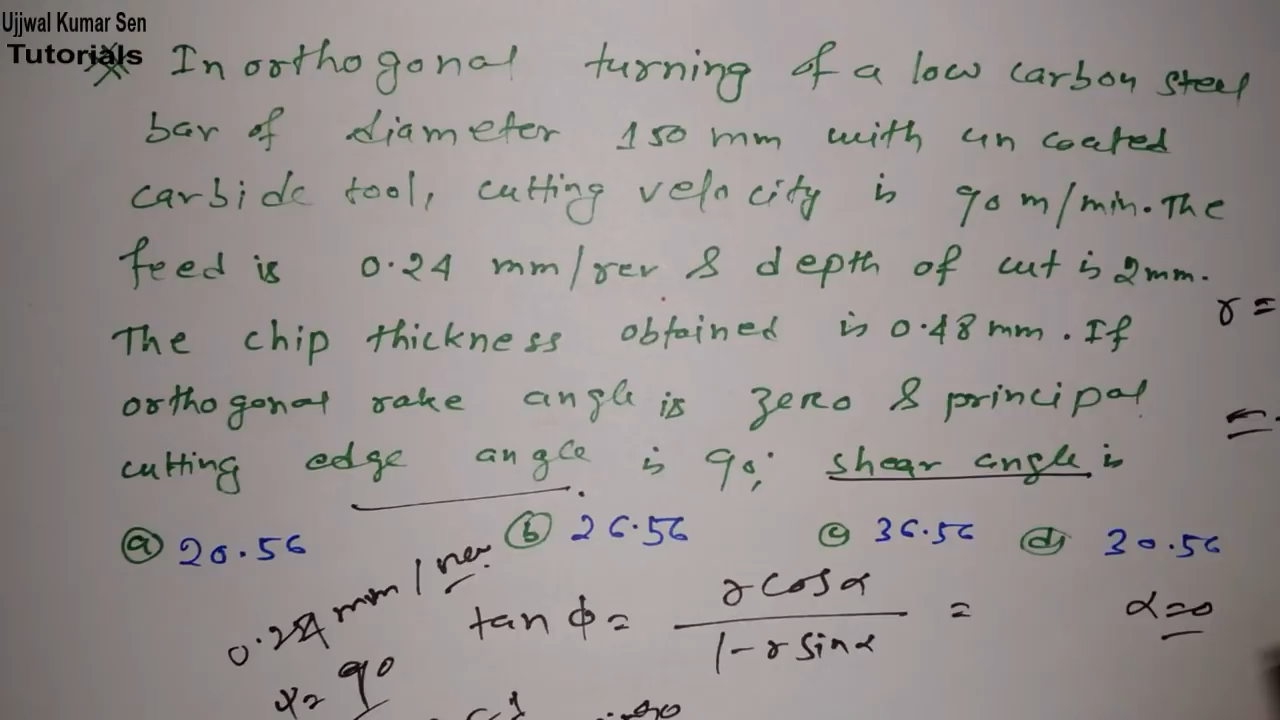 Ujjwal Kumar Sen
Tutorials
In orthogonal turning of a low carbon steel
bar of diameter 150 mm with uncoated
carbide tool, cutting velocity is 90 m/min. The
feed is 0.24 mm/rev & depth of cut is 2mm.
The chip thickness obtained is 0.48 mm. If
orthogonal rake angle is zero & principal
cutting edge angle is 90°, shear angle is
(a) 20.56 (b) 26.56 (c) 36.56 (d) 30.56
r =
0.24 mm/rev
tan φ = r cos α / 1 - r sin α =
α = 0
ψ = 90